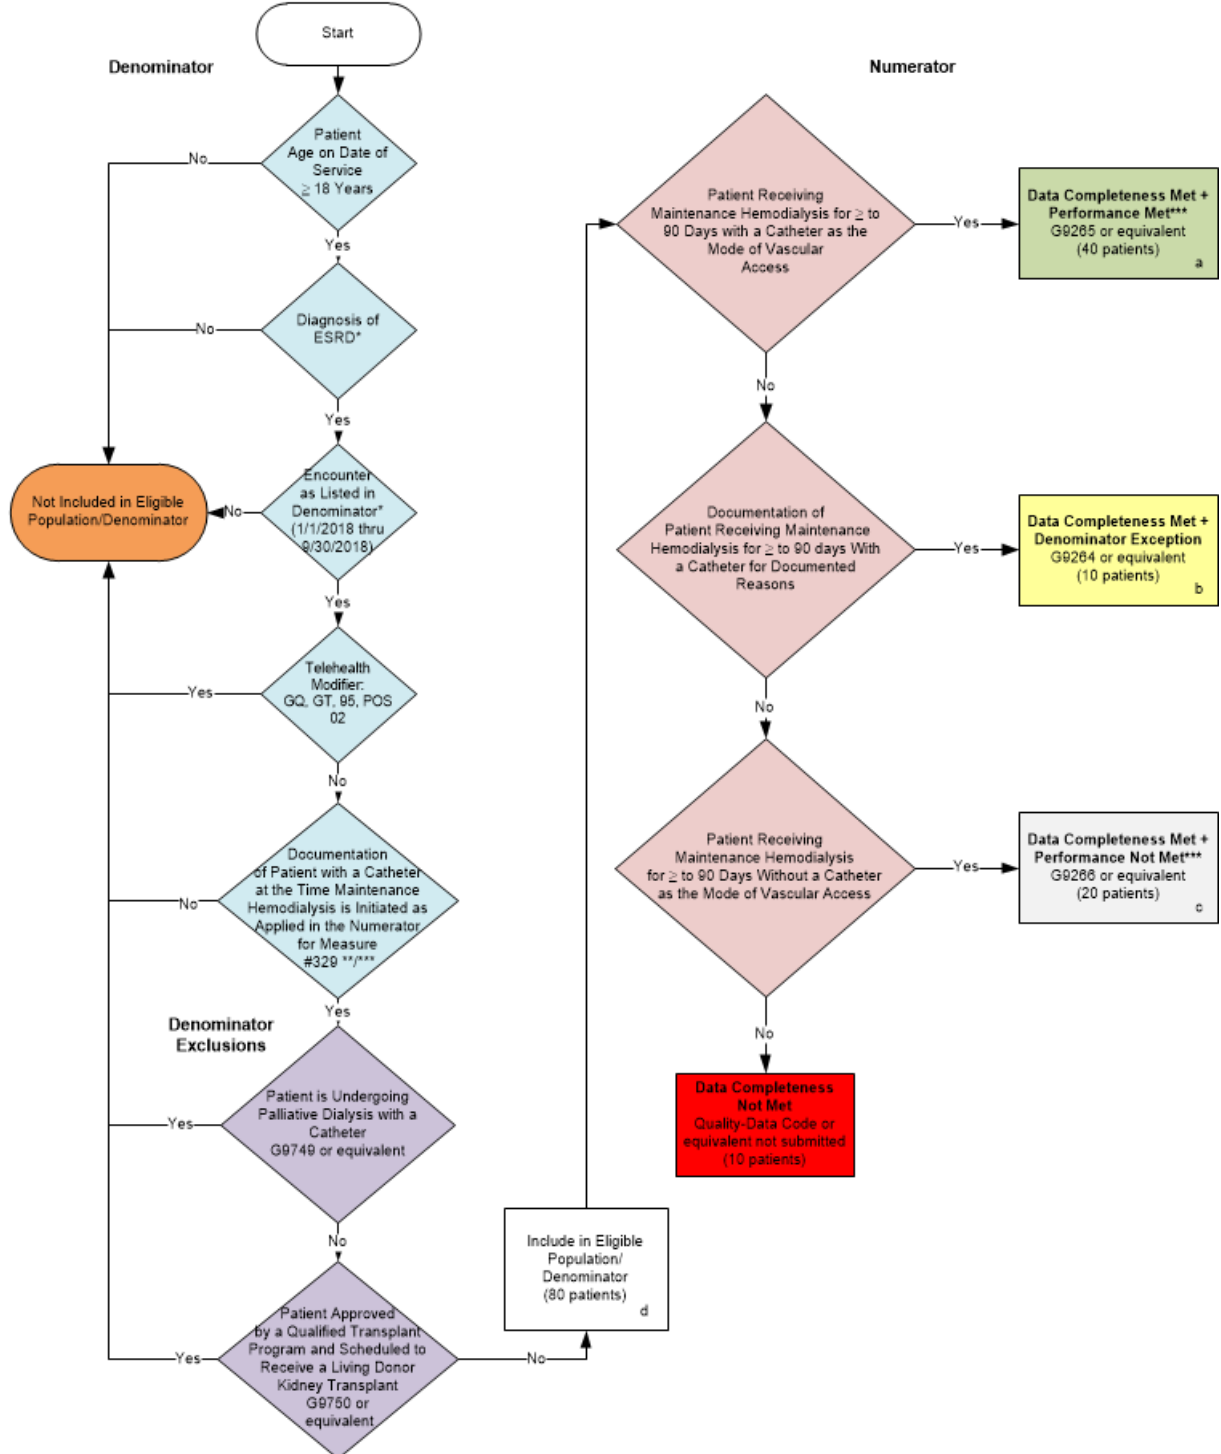 Start
Denominator
Patient
Age on Date of
Service
≥ 18 Years
No
Yes
Diagnosis of
ESRD*
No
Yes
Encounter
as Listed in
Denominator*
(1/1/2018 thru
9/30/2018)
No
Not Included in Eligible
Population/Denominator
Yes
Telehealth
Modifier:
GQ, GT, 95, POS
02
Yes
No
Documentation
of Patient with a Catheter
at the Time Maintenance
Hemodialysis is Initiated as
Applied in the Numerator
for Measure
#329 **/***
No
Yes
Denominator
Exclusions
Patient is Undergoing
Palliative Dialysis with a
Catheter
G9749 or equivalent
Yes
No
Patient Approved
by a Qualified Transplant
Program and Scheduled to
Receive a Living Donor
Kidney Transplant
G9750 or
equivalent
Yes
No
Include in Eligible
Population/
Denominator
(80 patients)
d
Numerator
Patient Receiving
Maintenance Hemodialysis for ≥ to
90 Days with a Catheter as the
Mode of Vascular
Access
Yes
Data Completeness Met +
Performance Met***
G9265 or equivalent
(40 patients)
a
No
Documentation of
Patient Receiving Maintenance
Hemodialysis for ≥ to 90 days With
a Catheter for Documented
Reasons
Yes
Data Completeness Met +
Denominator Exception
G9264 or equivalent
(10 patients)
b
No
Patient Receiving
Maintenance Hemodialysis
for ≥ to 90 Days Without a Catheter
as the Mode of Vascular Access
Yes
Data Completeness Met +
Performance Not Met***
G9266 or equivalent
(20 patients)
c
No
Data Completeness
Not Met
Quality-Data Code or
equivalent not submitted
(10 patients)